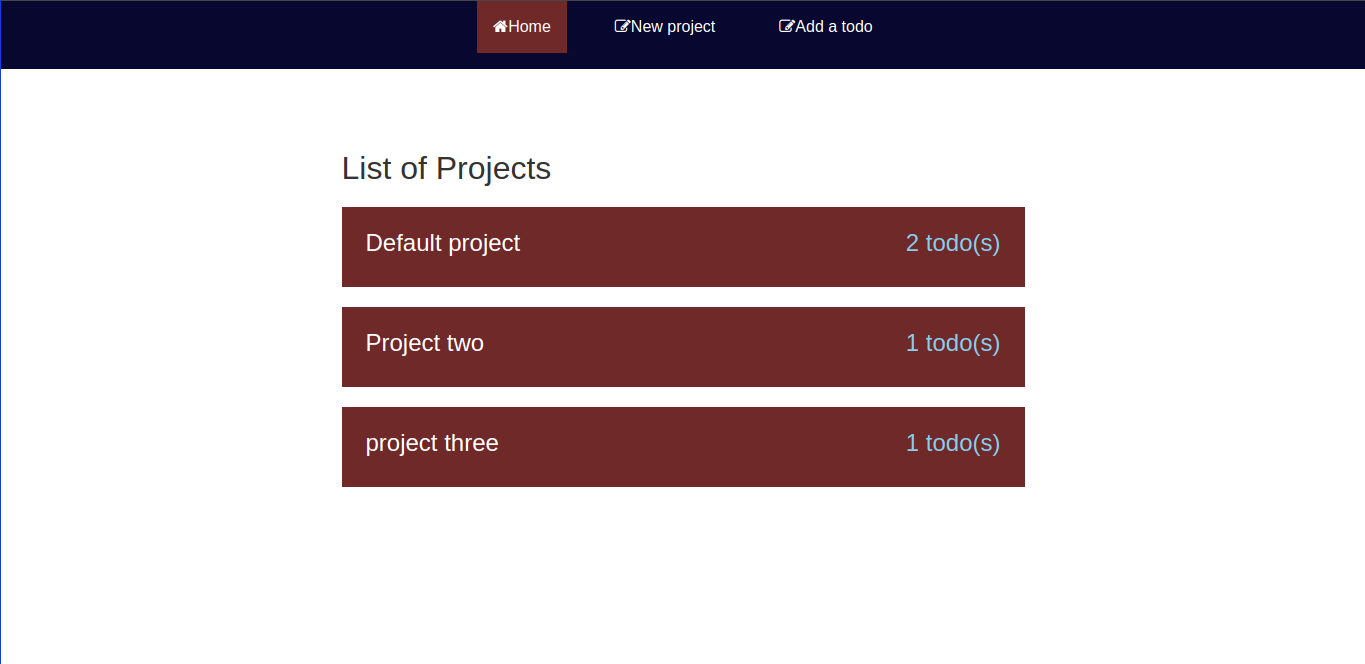 Home New project Add a todo
List of Projects
Default project 2 todo(s)
Project two 1 todo(s)
project three 1 todo(s)